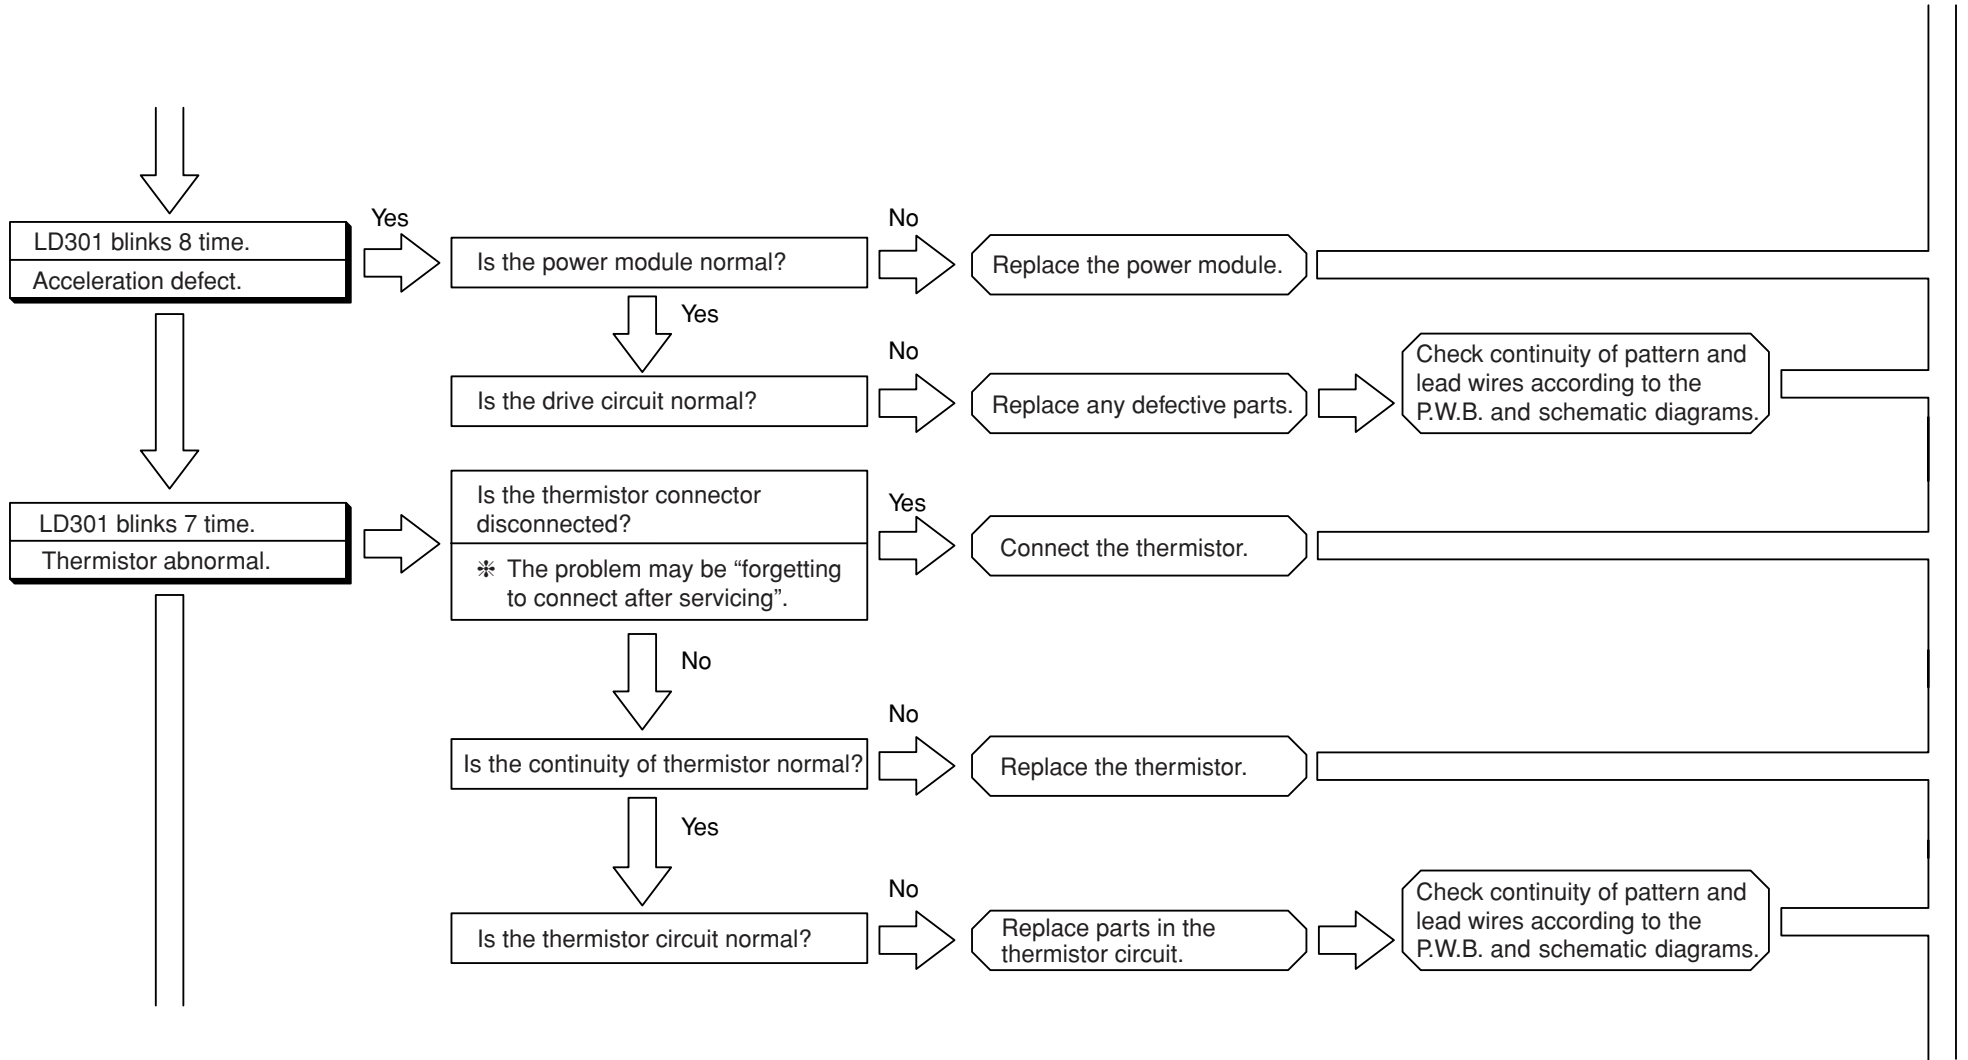 Yes
No
LD301 blinks 8 time.
Acceleration defect.
Is the power module normal?
Replace the power module.
Yes
No
Is the drive circuit normal?
Replace any defective parts.
Check continuity of pattern and
lead wires according to the
P.W.B. and schematic diagrams.
LD301 blinks 7 time.
Thermistor abnormal.
Is the thermistor connector
disconnected?
❉ The problem may be “forgetting
to connect after servicing”.
Yes
Connect the thermistor.
No
No
Is the continuity of thermistor normal?
Replace the thermistor.
Yes
No
Is the thermistor circuit normal?
Replace parts in the
thermistor circuit.
Check continuity of pattern and
lead wires according to the
P.W.B. and schematic diagrams.